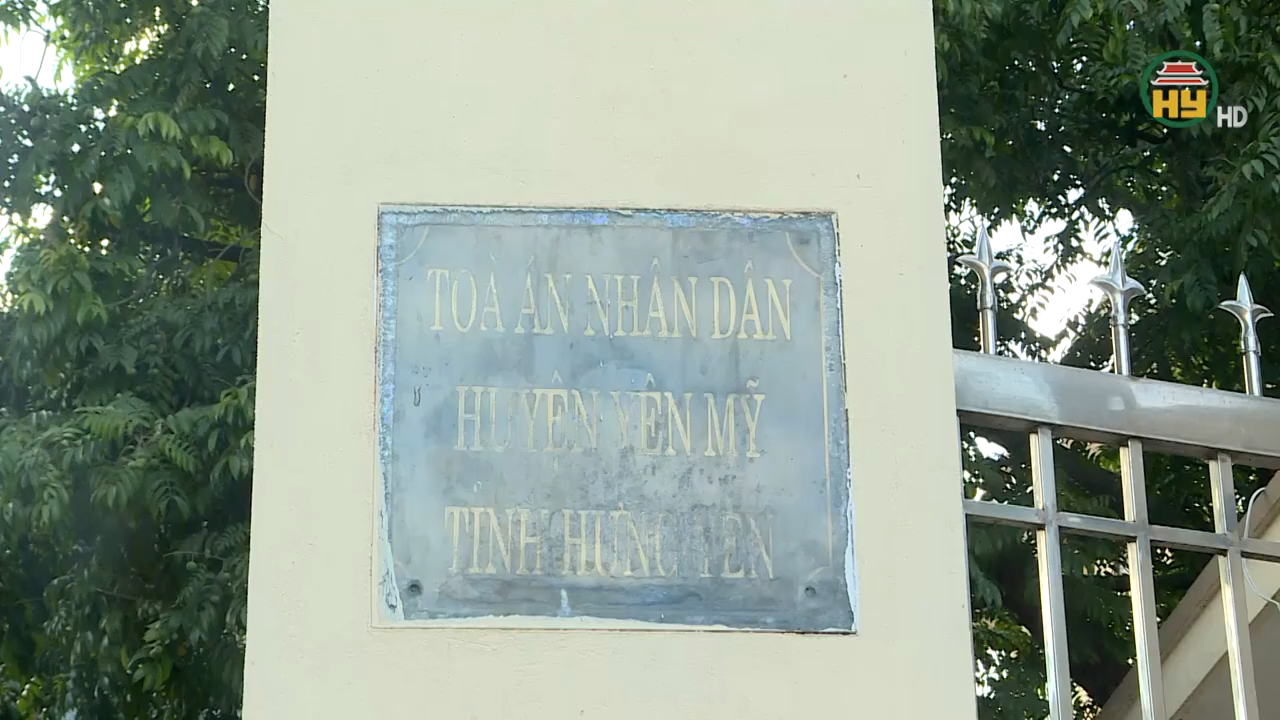 HY HD
TOÀ ÁN NHÂN DÂN
HUYỆN YÊN MỸ
TỈNH HƯNG YÊN